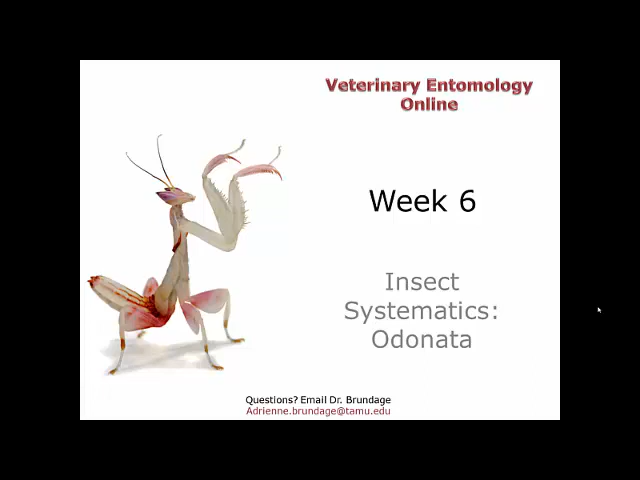 Veterinary Entomology
Online
Week 6
Insect
Systematics:
Odonata
Questions? Email Dr. Brundage
Adrienne.brundage@tamu.edu